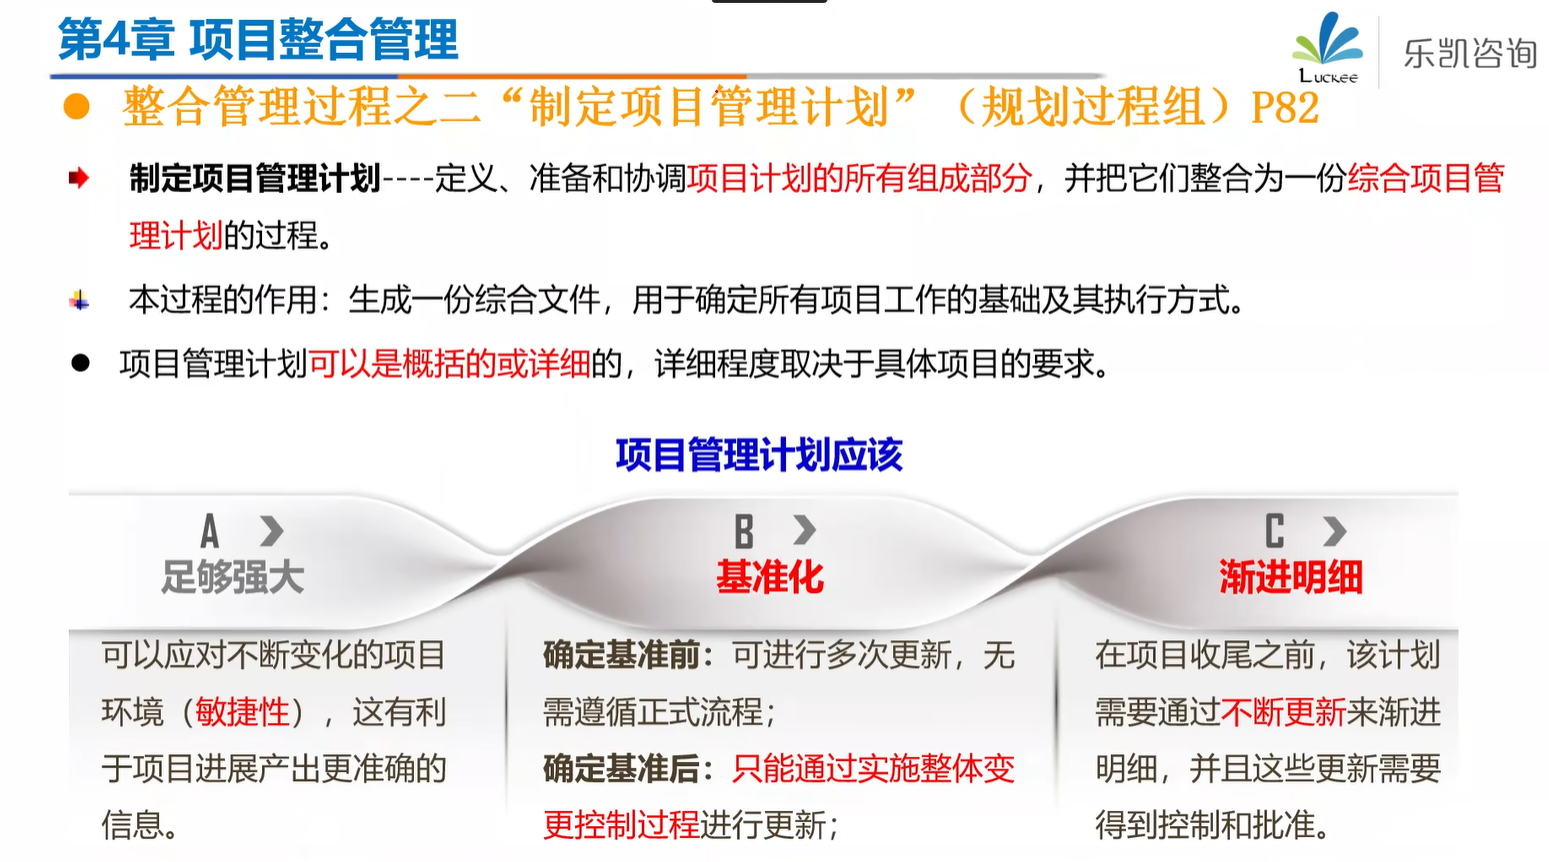 第4章 项目整合管理
Luckee
乐凯咨询
整合管理过程之二“制定项目管理计划”（规划过程组）P82
制定项目管理计划----定义、准备和协调项目计划的所有组成部分，并把它们整合为一份综合项目管
理计划的过程。
本过程的作用：生成一份综合文件，用于确定所有项目工作的基础及其执行方式。
项目管理计划可以是概括的或详细的，详细程度取决于具体项目的要求。
项目管理计划应该
A
足够强大
可以应对不断变化的项目
环境（敏捷性），这有利
于项目进展产出更准确的
信息。
B
基准化
确定基准前：可进行多次更新，无
需遵循正式流程；
确定基准后：只能通过实施整体变
更控制过程进行更新；
C
渐进明细
在项目收尾之前，该计划
需要通过不断更新来渐进
明细，并且这些更新需要
得到控制和批准。